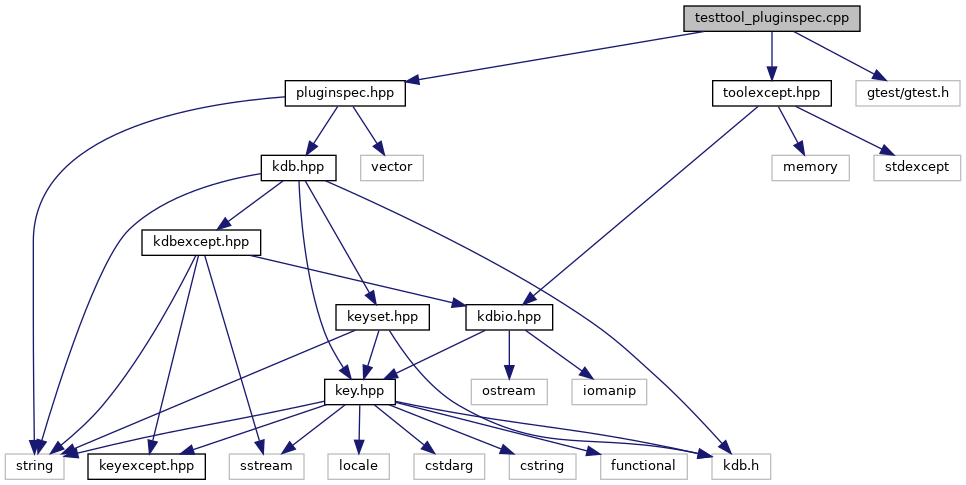 testtool_pluginspec.cpp
pluginspec.hpp
toolexcept.hpp
gtest/gtest.h
kdb.hpp
vector
memory
stdexcept
kdbexcept.hpp
keyset.hpp
kdbio.hpp
key.hpp
ostream
iomanip
string
keyexcept.hpp
sstream
locale
cstdarg
cstring
functional
kdb.h